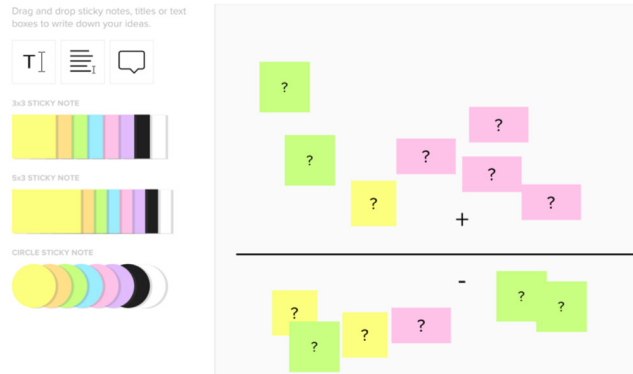 Drag and drop sticky notes, titles or text
boxes to write down your ideas.
T
3x3 STICKY NOTE
5x3 STICKY NOTE
CIRCLE STICKY NOTE
?
?
?
?
?
?
?
+
-
?
?
?
?
?
?